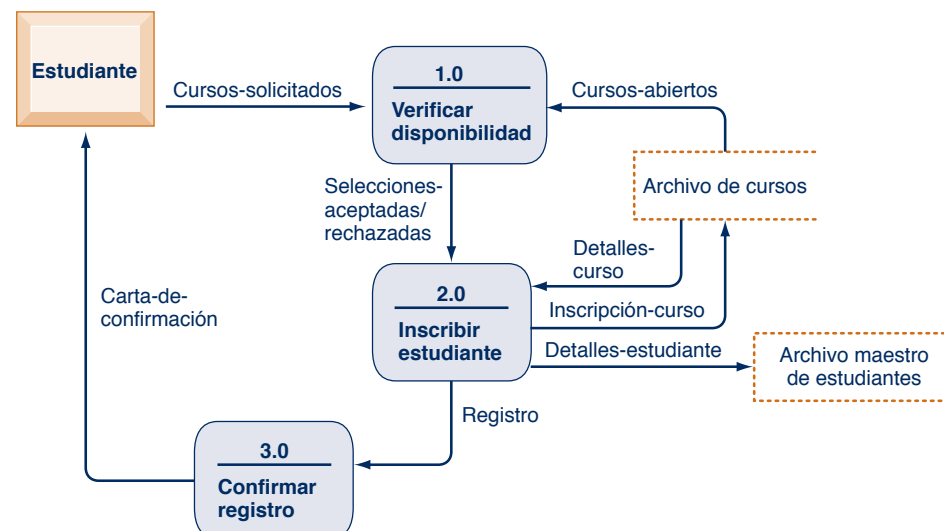 Estudiante
Cursos-solicitados
1.0
Verificar
disponibilidad
Cursos-abiertos
Archivo de cursos
Selecciones-
aceptadas/
rechazadas
Detalles-
curso
2.0
Inscribir
estudiante
Inscripción-curso
Detalles-estudiante
Archivo maestro
de estudiantes
Carta-de-
confirmación
Registro
3.0
Confirmar
registro